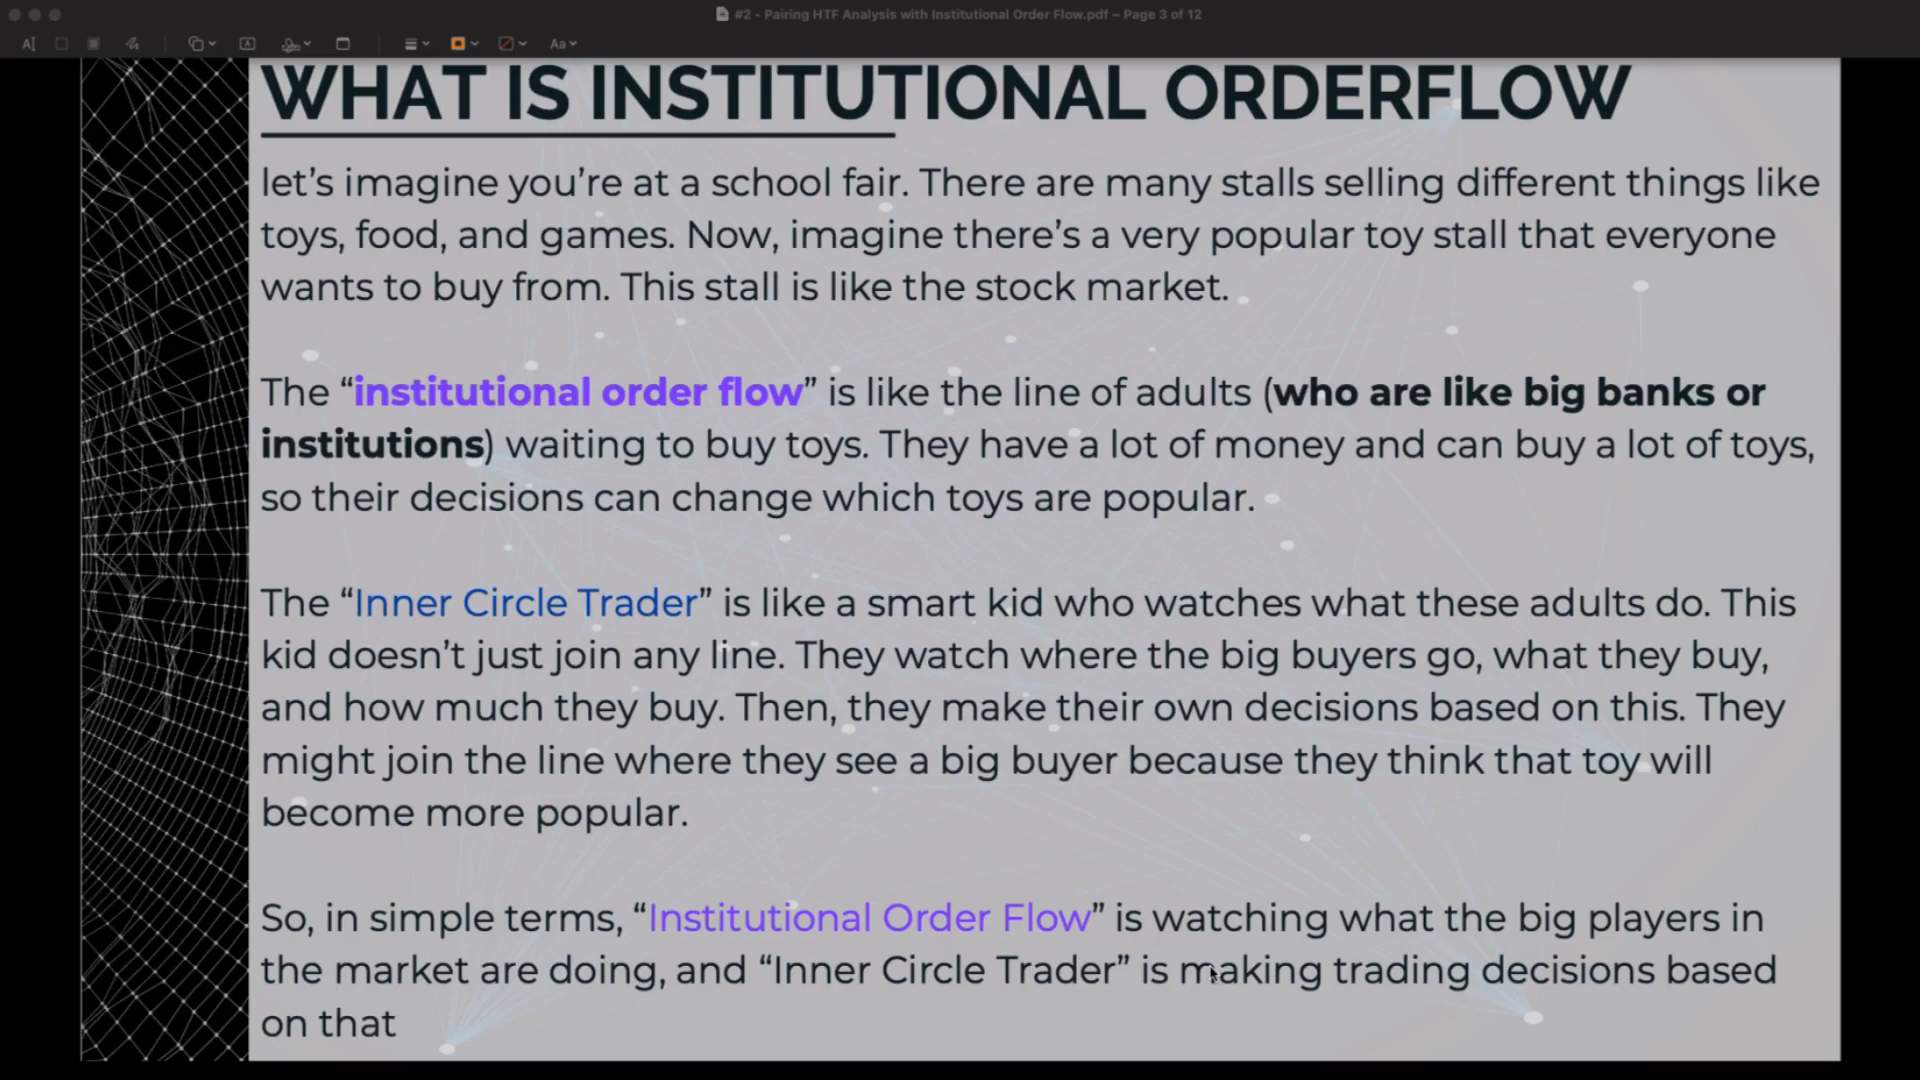 #2 - Pairing HTF Analysis with Institutional Order Flow.pdf – Page 3 of 12
Aa
WHAT IS INSTITUTIONAL ORDERFLOW
let’s imagine you’re at a school fair. There are many stalls selling different things like
toys, food, and games. Now, imagine there’s a very popular toy stall that everyone
wants to buy from. This stall is like the stock market.
The “institutional order flow” is like the line of adults (who are like big banks or
institutions) waiting to buy toys. They have a lot of money and can buy a lot of toys,
so their decisions can change which toys are popular.
The “Inner Circle Trader” is like a smart kid who watches what these adults do. This
kid doesn’t just join any line. They watch where the big buyers go, what they buy,
and how much they buy. Then, they make their own decisions based on this. They
might join the line where they see a big buyer because they think that toy will
become more popular.
So, in simple terms, “Institutional Order Flow” is watching what the big players in
the market are doing, and “Inner Circle Trader” is making trading decisions based
on that